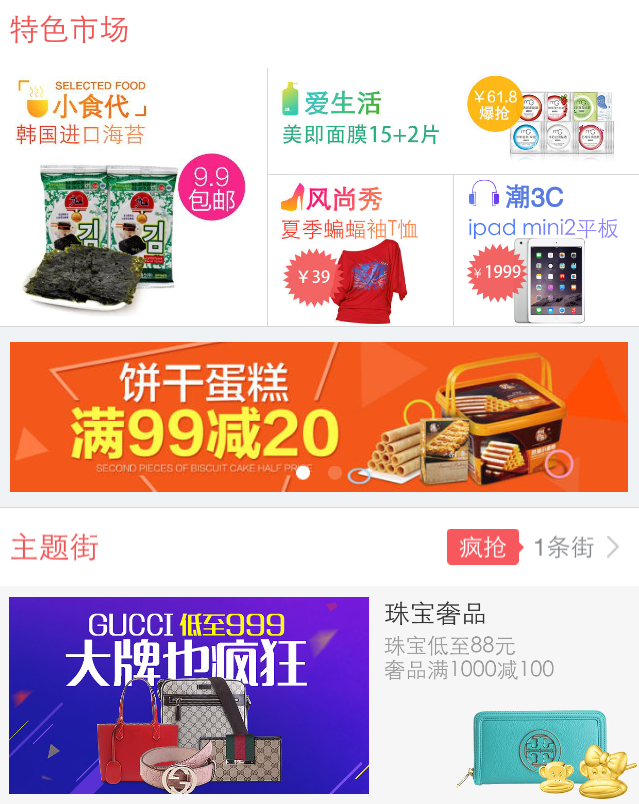 特色市场
SELECTED FOOD
小食代
韩国进口海苔
9.9
包邮
김
김
爱生活
美即面膜15+2片
￥61.8
爆抢
风尚秀
夏季蝙蝠袖T恤
￥39
潮3C
ipad mini2平板
￥1999
饼干蛋糕
满99减20
SECOND PIECES OF BISCUIT CAKE HALF PRICE
主题街
疯抢
1条街
GUCCI 低至999
大牌也疯狂
珠宝奢品
珠宝低至88元
奢品满1000减100